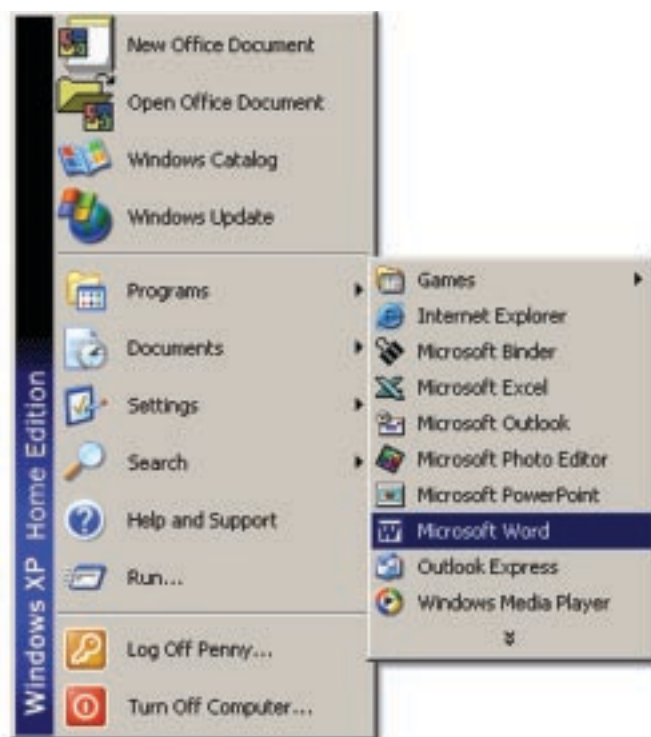 New Office Document
Open Office Document
Windows Catalog
Windows Update
Programs
Documents
Settings
Search
Help and Support
Run...
Log Off Penny...
Turn Off Computer...
Windows XP Home Edition
Games
Internet Explorer
Microsoft Binder
Microsoft Excel
Microsoft Outlook
Microsoft Photo Editor
Microsoft PowerPoint
Microsoft Word
Outlook Express
Windows Media Player